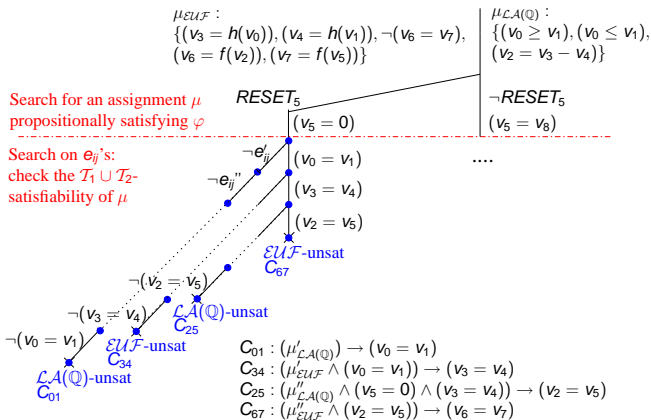 μ_EUF :
{(v3 = h(v0)), (v4 = h(v1)), ¬(v6 = v7),
(v6 = f(v2)), (v7 = f(v5))}
μ_LA(ℚ) :
{(v0 ≥ v1), (v0 ≤ v1),
(v2 = v3 − v4)}
Search for an assignment μ
propositionally satisfying φ
RESET5
(v5 = 0)
¬RESET5
(v5 = v8)
Search on eij's:
check the T1 ∪ T2-
satisfiability of μ
¬e'ij
¬eij''
(v0 = v1)
(v3 = v4)
(v2 = v5)
....
EUF-unsat
C67
¬(v2 = v5)
LA(ℚ)-unsat
C25
¬(v3 = v4)
EUF-unsat
C34
¬(v0 = v1)
LA(ℚ)-unsat
C01
C01 : (μ'_LA(ℚ)) → (v0 = v1)
C34 : (μ'_EUF ∧ (v0 = v1)) → (v3 = v4)
C25 : (μ''_LA(ℚ) ∧ (v5 = 0) ∧ (v3 = v4)) → (v2 = v5)
C67 : (μ''_EUF ∧ (v2 = v5)) → (v6 = v7)